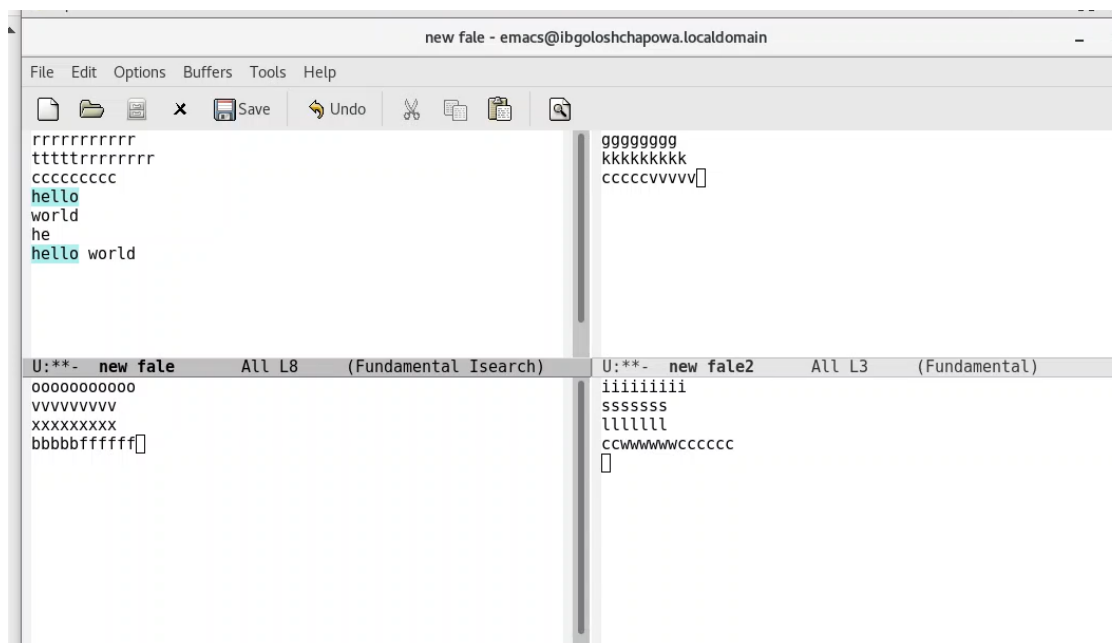 new fale - emacs@ibgoloshchapowa.localdomain
File Edit Options Buffers Tools Help
Save Undo
rrrrrrrrrrr
tttttrrrrrrrr
ccccccccc
hello
world
he
hello world
U:**- new fale All L8 (Fundamental Isearch)
gggggggg
kkkkkkkkk
cccccvvvvv
U:**- new fale2 All L3 (Fundamental)
ooooooooooo
vvvvvvvvv
xxxxxxxxx
bbbbbffffff
iiiiiiiii
sssssss
lllllll
ccwwwwwcccccc